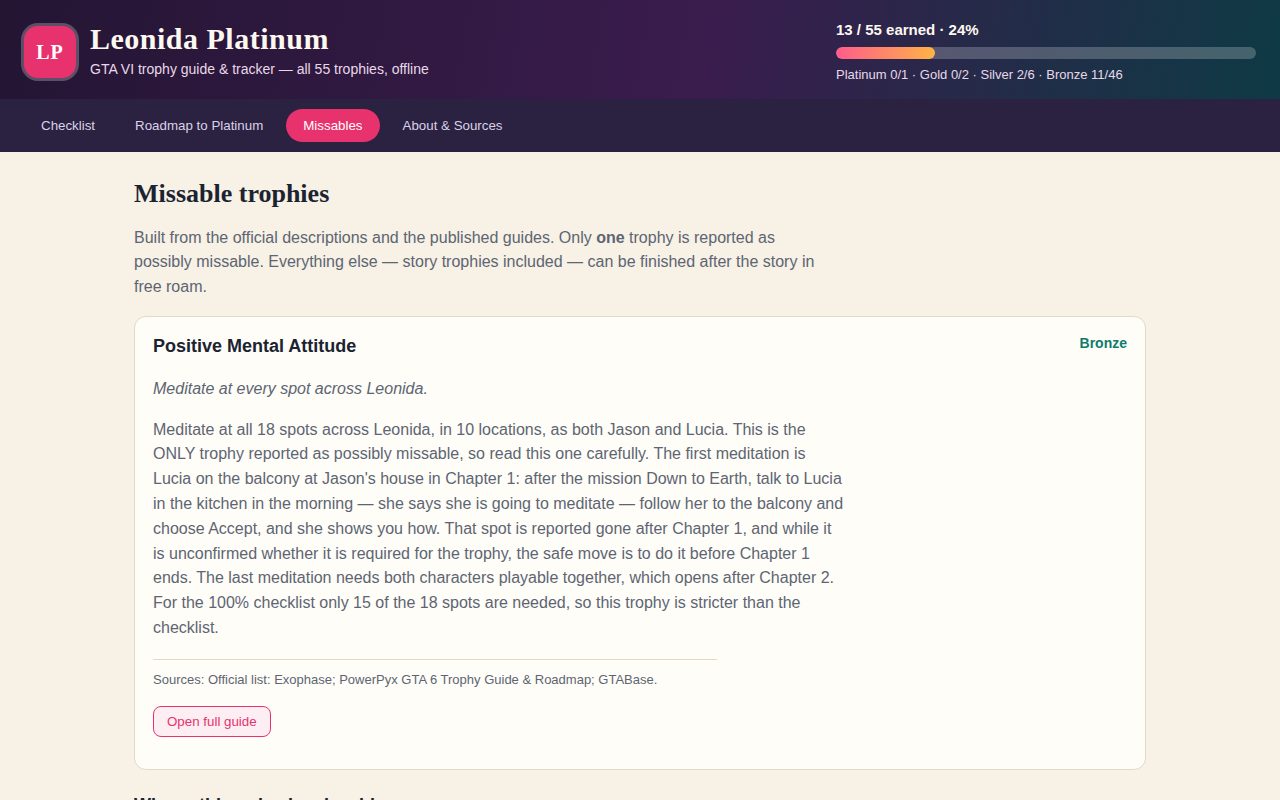 LP
Leonida Platinum
GTA VI trophy guide & tracker — all 55 trophies, offline
13 / 55 earned · 24%
Platinum 0/1 · Gold 0/2 · Silver 2/6 · Bronze 11/46
Checklist
Roadmap to Platinum
Missables
About & Sources
Missable trophies
Built from the official descriptions and the published guides. Only one trophy is reported as
possibly missable. Everything else — story trophies included — can be finished after the story in
free roam.
Positive Mental Attitude
Bronze
Meditate at every spot across Leonida.
Meditate at all 18 spots across Leonida, in 10 locations, as both Jason and Lucia. This is the
ONLY trophy reported as possibly missable, so read this one carefully. The first meditation is
Lucia on the balcony at Jason's house in Chapter 1: after the mission Down to Earth, talk to Lucia
in the kitchen in the morning — she says she is going to meditate — follow her to the balcony and
choose Accept, and she shows you how. That spot is reported gone after Chapter 1, and while it
is unconfirmed whether it is required for the trophy, the safe move is to do it before Chapter 1
ends. The last meditation needs both characters playable together, which opens after Chapter 2.
For the 100% checklist only 15 of the 18 spots are needed, so this trophy is stricter than the
checklist.
Sources: Official list: Exophase; PowerPyx GTA 6 Trophy Guide & Roadmap; GTABase.
Open full guide